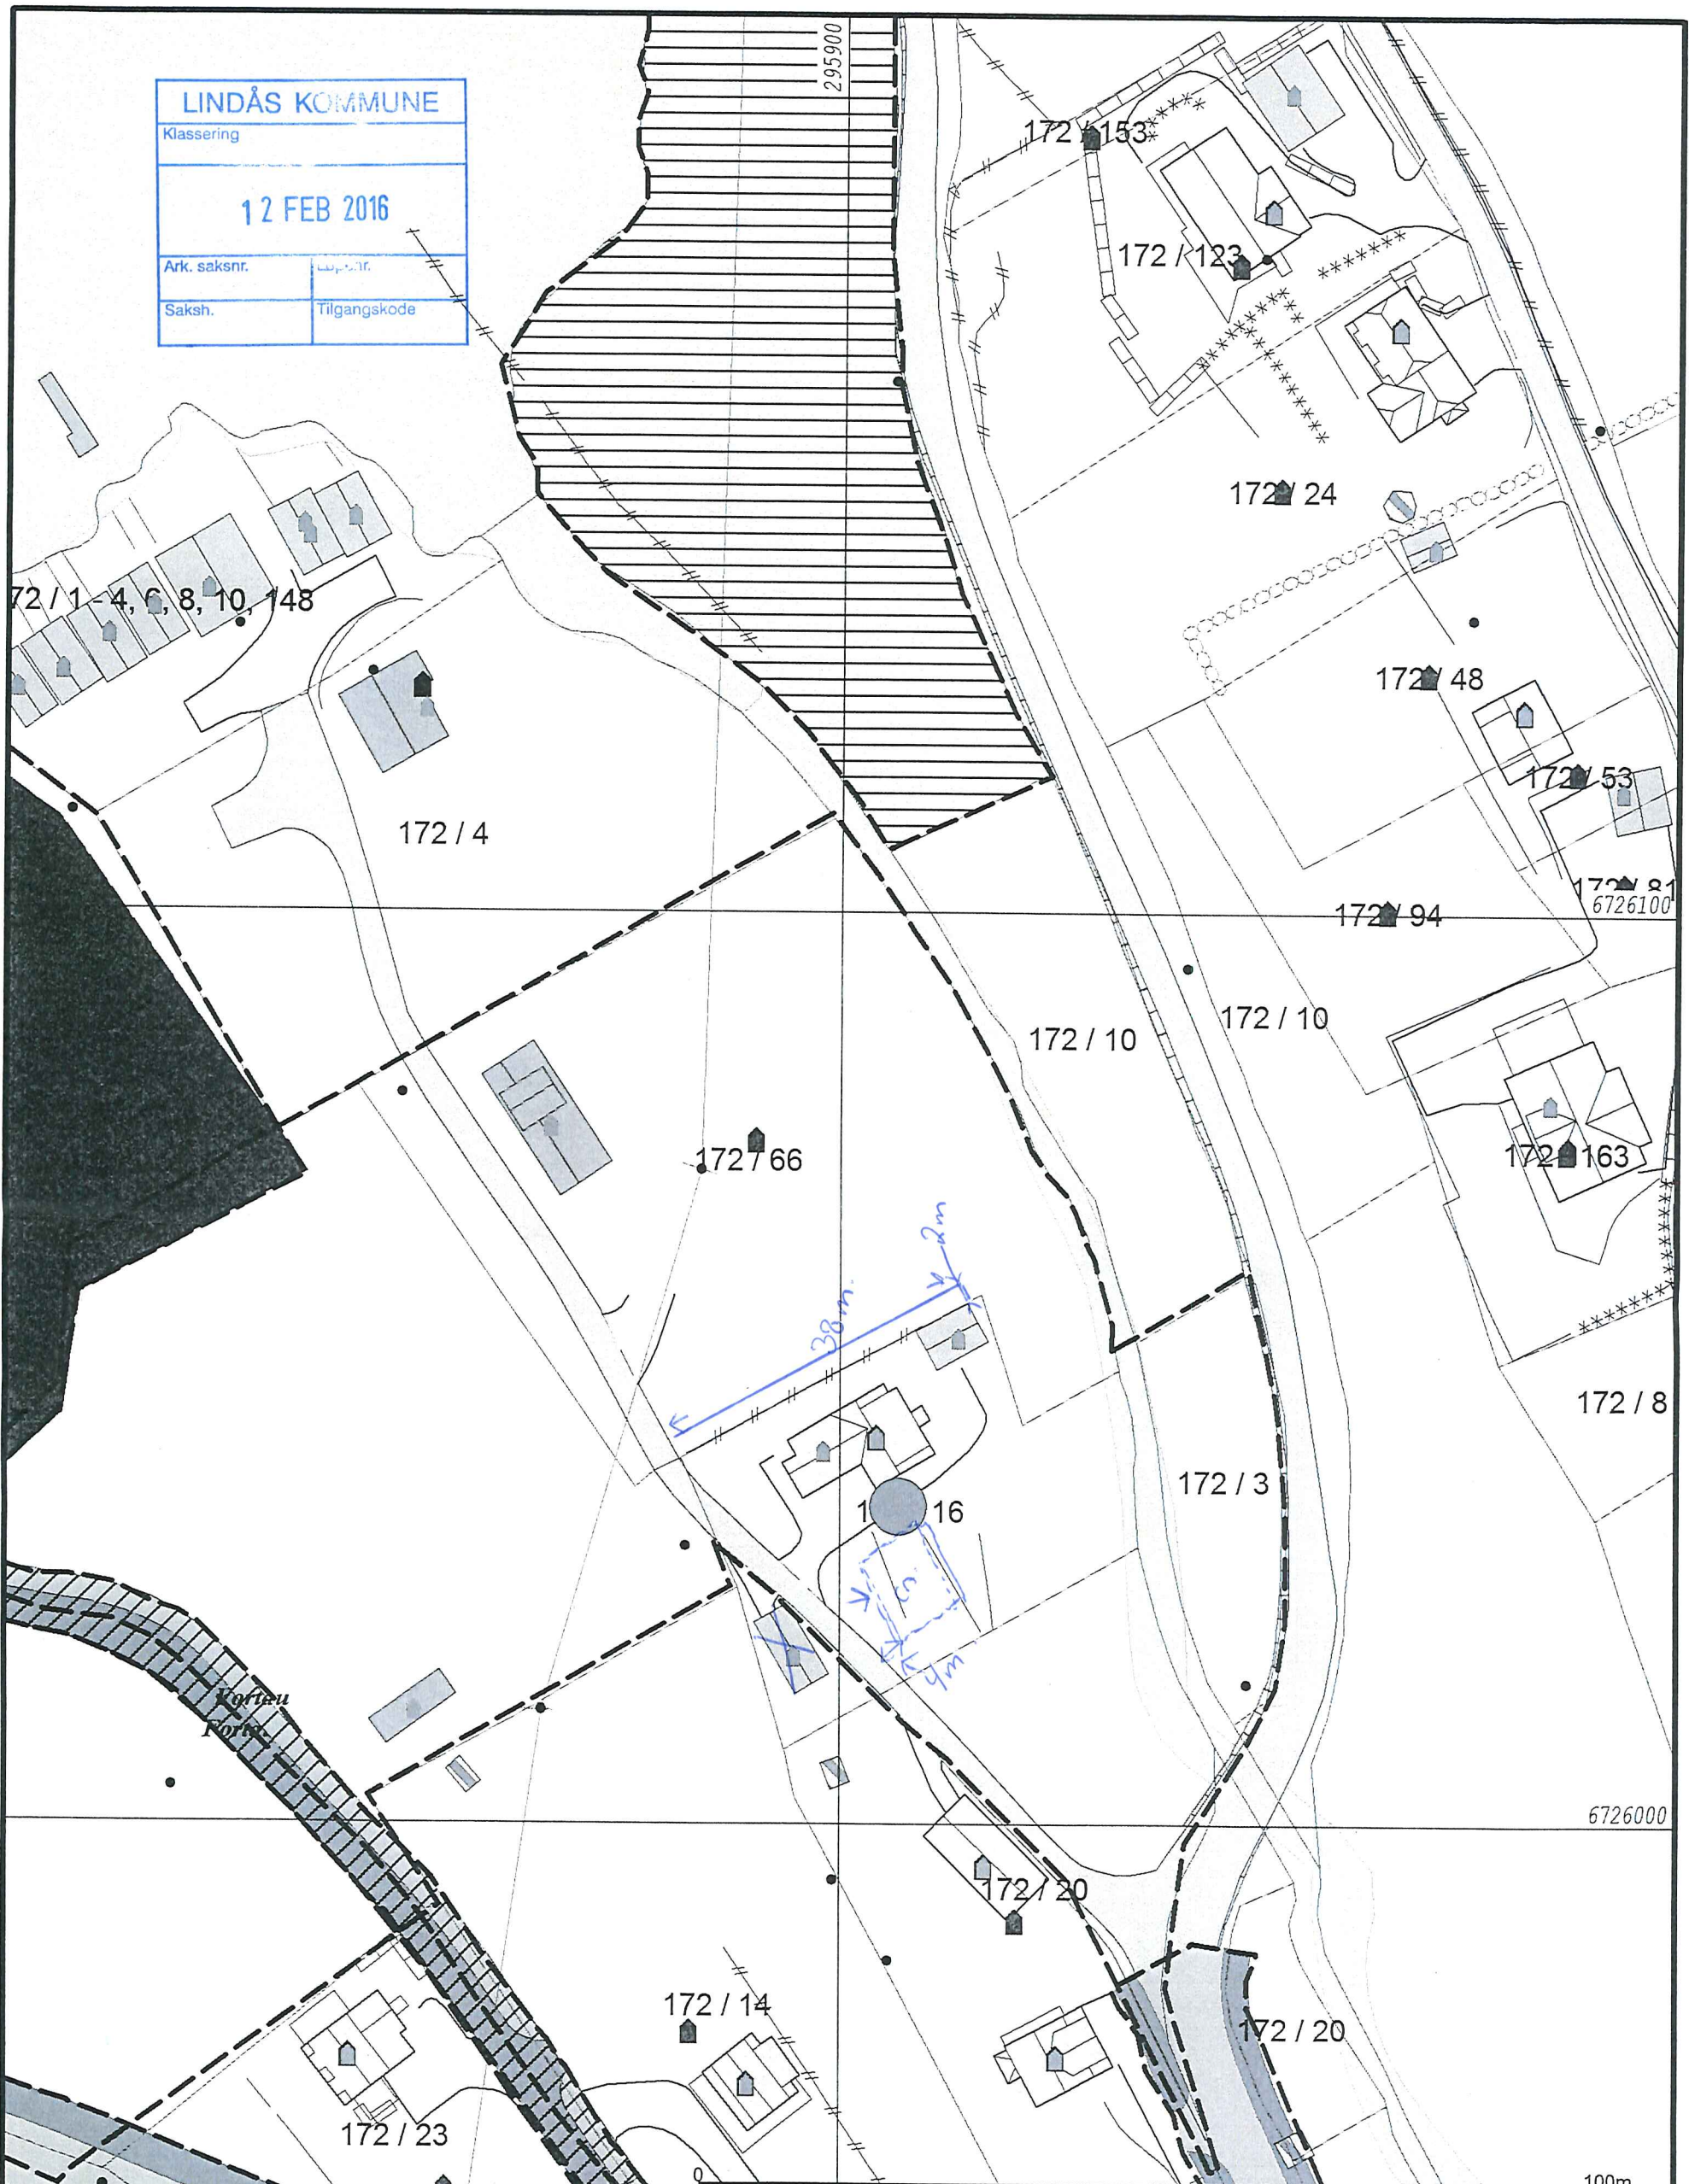 LINDÅS KOMMUNE
Klassering
12 FEB 2016
Ark. saksnr.
Saksh.
Tilgangskode
295900
172 / 153
172 / 123
172 / 24
72 / 1 - 4, 6, 8, 10, 148
172 / 48
172 / 53
172 / 4
172 / 81
6726100
172 / 94
172 / 10
172 / 10
172 / 66
172 / 163
2m
38m.
172 / 8
172 / 3
16
4m
Fortau
6726000
172 / 20
172 / 14
172 / 20
172 / 23
0
100m